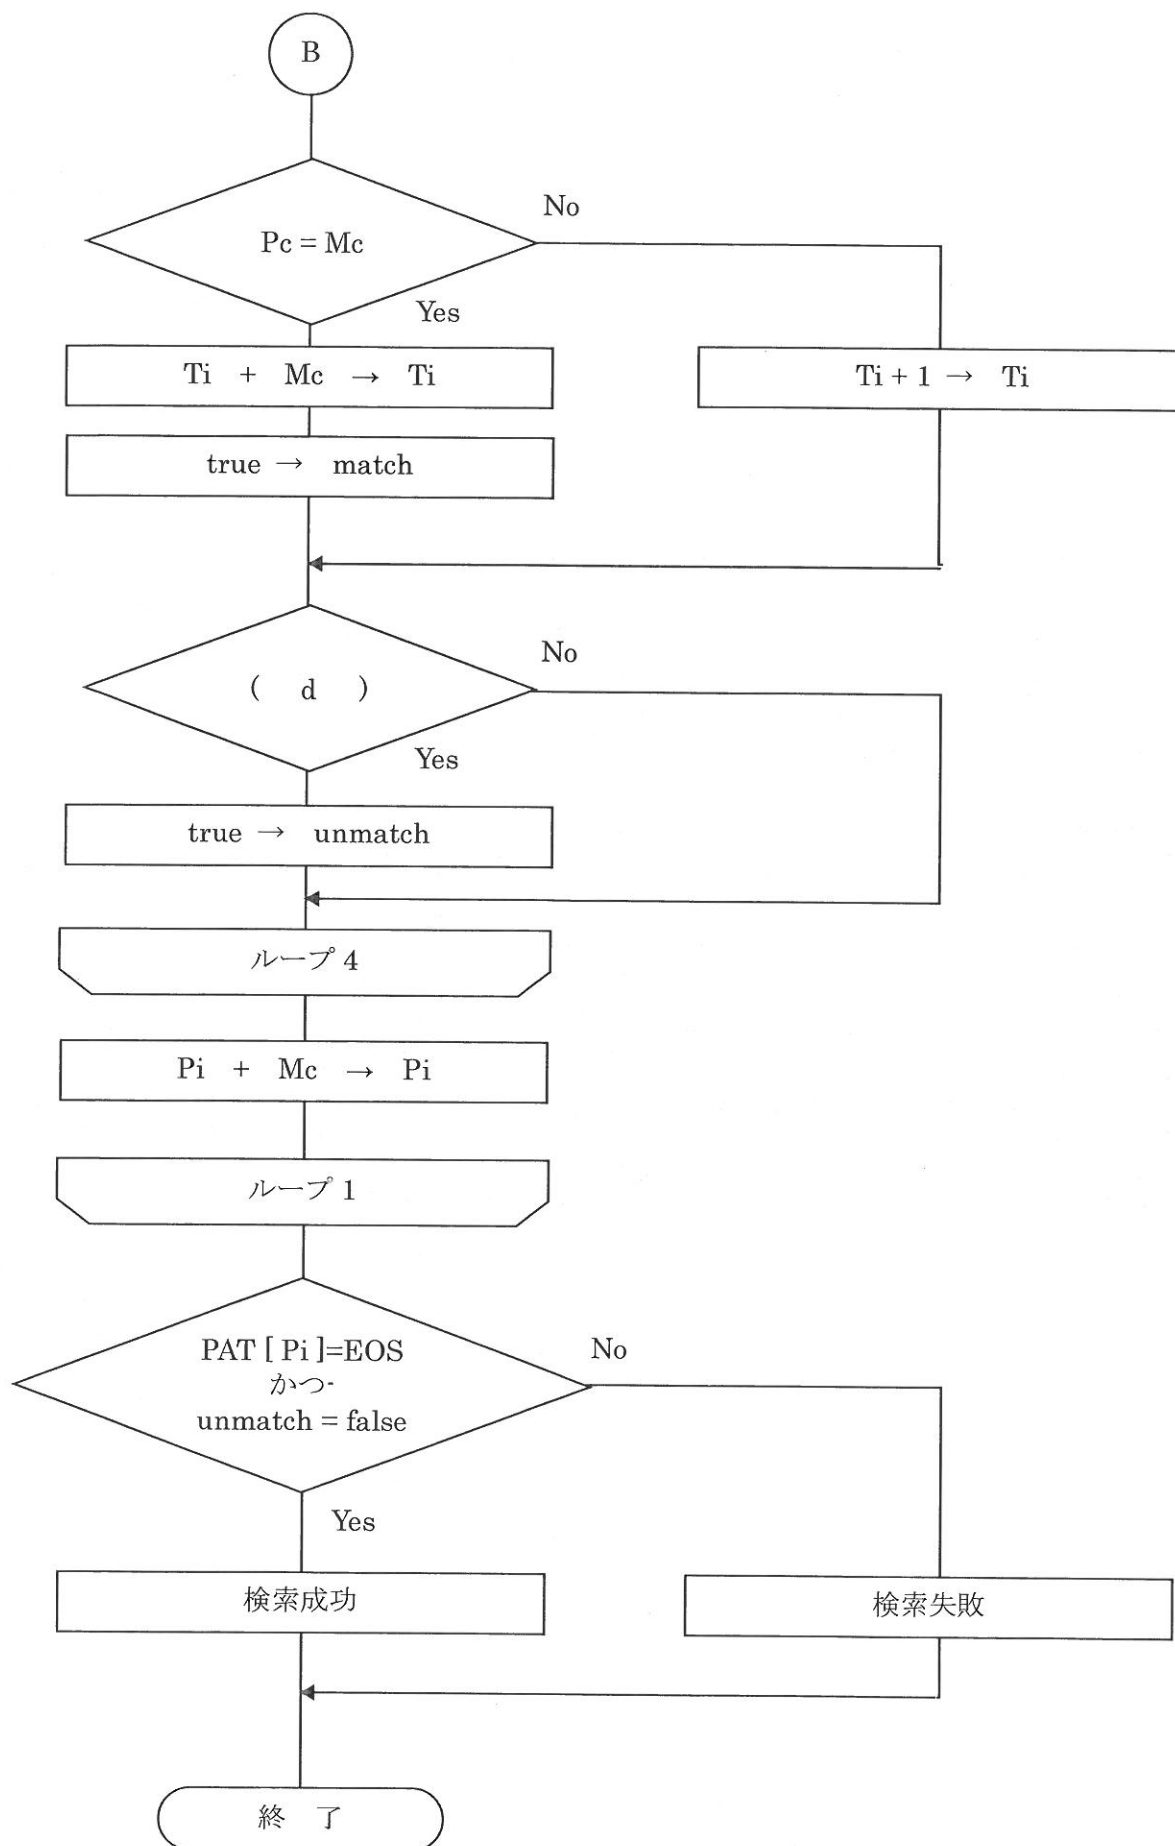 B
No
Pc = Mc
Yes
Ti + Mc → Ti
Ti + 1 → Ti
true → match
No
( d )
Yes
true → unmatch
ループ 4
Pi + Mc → Pi
ループ 1
PAT [ Pi ]=EOS
No
かつ-
unmatch = false
Yes
検索成功
検索失敗
終 了